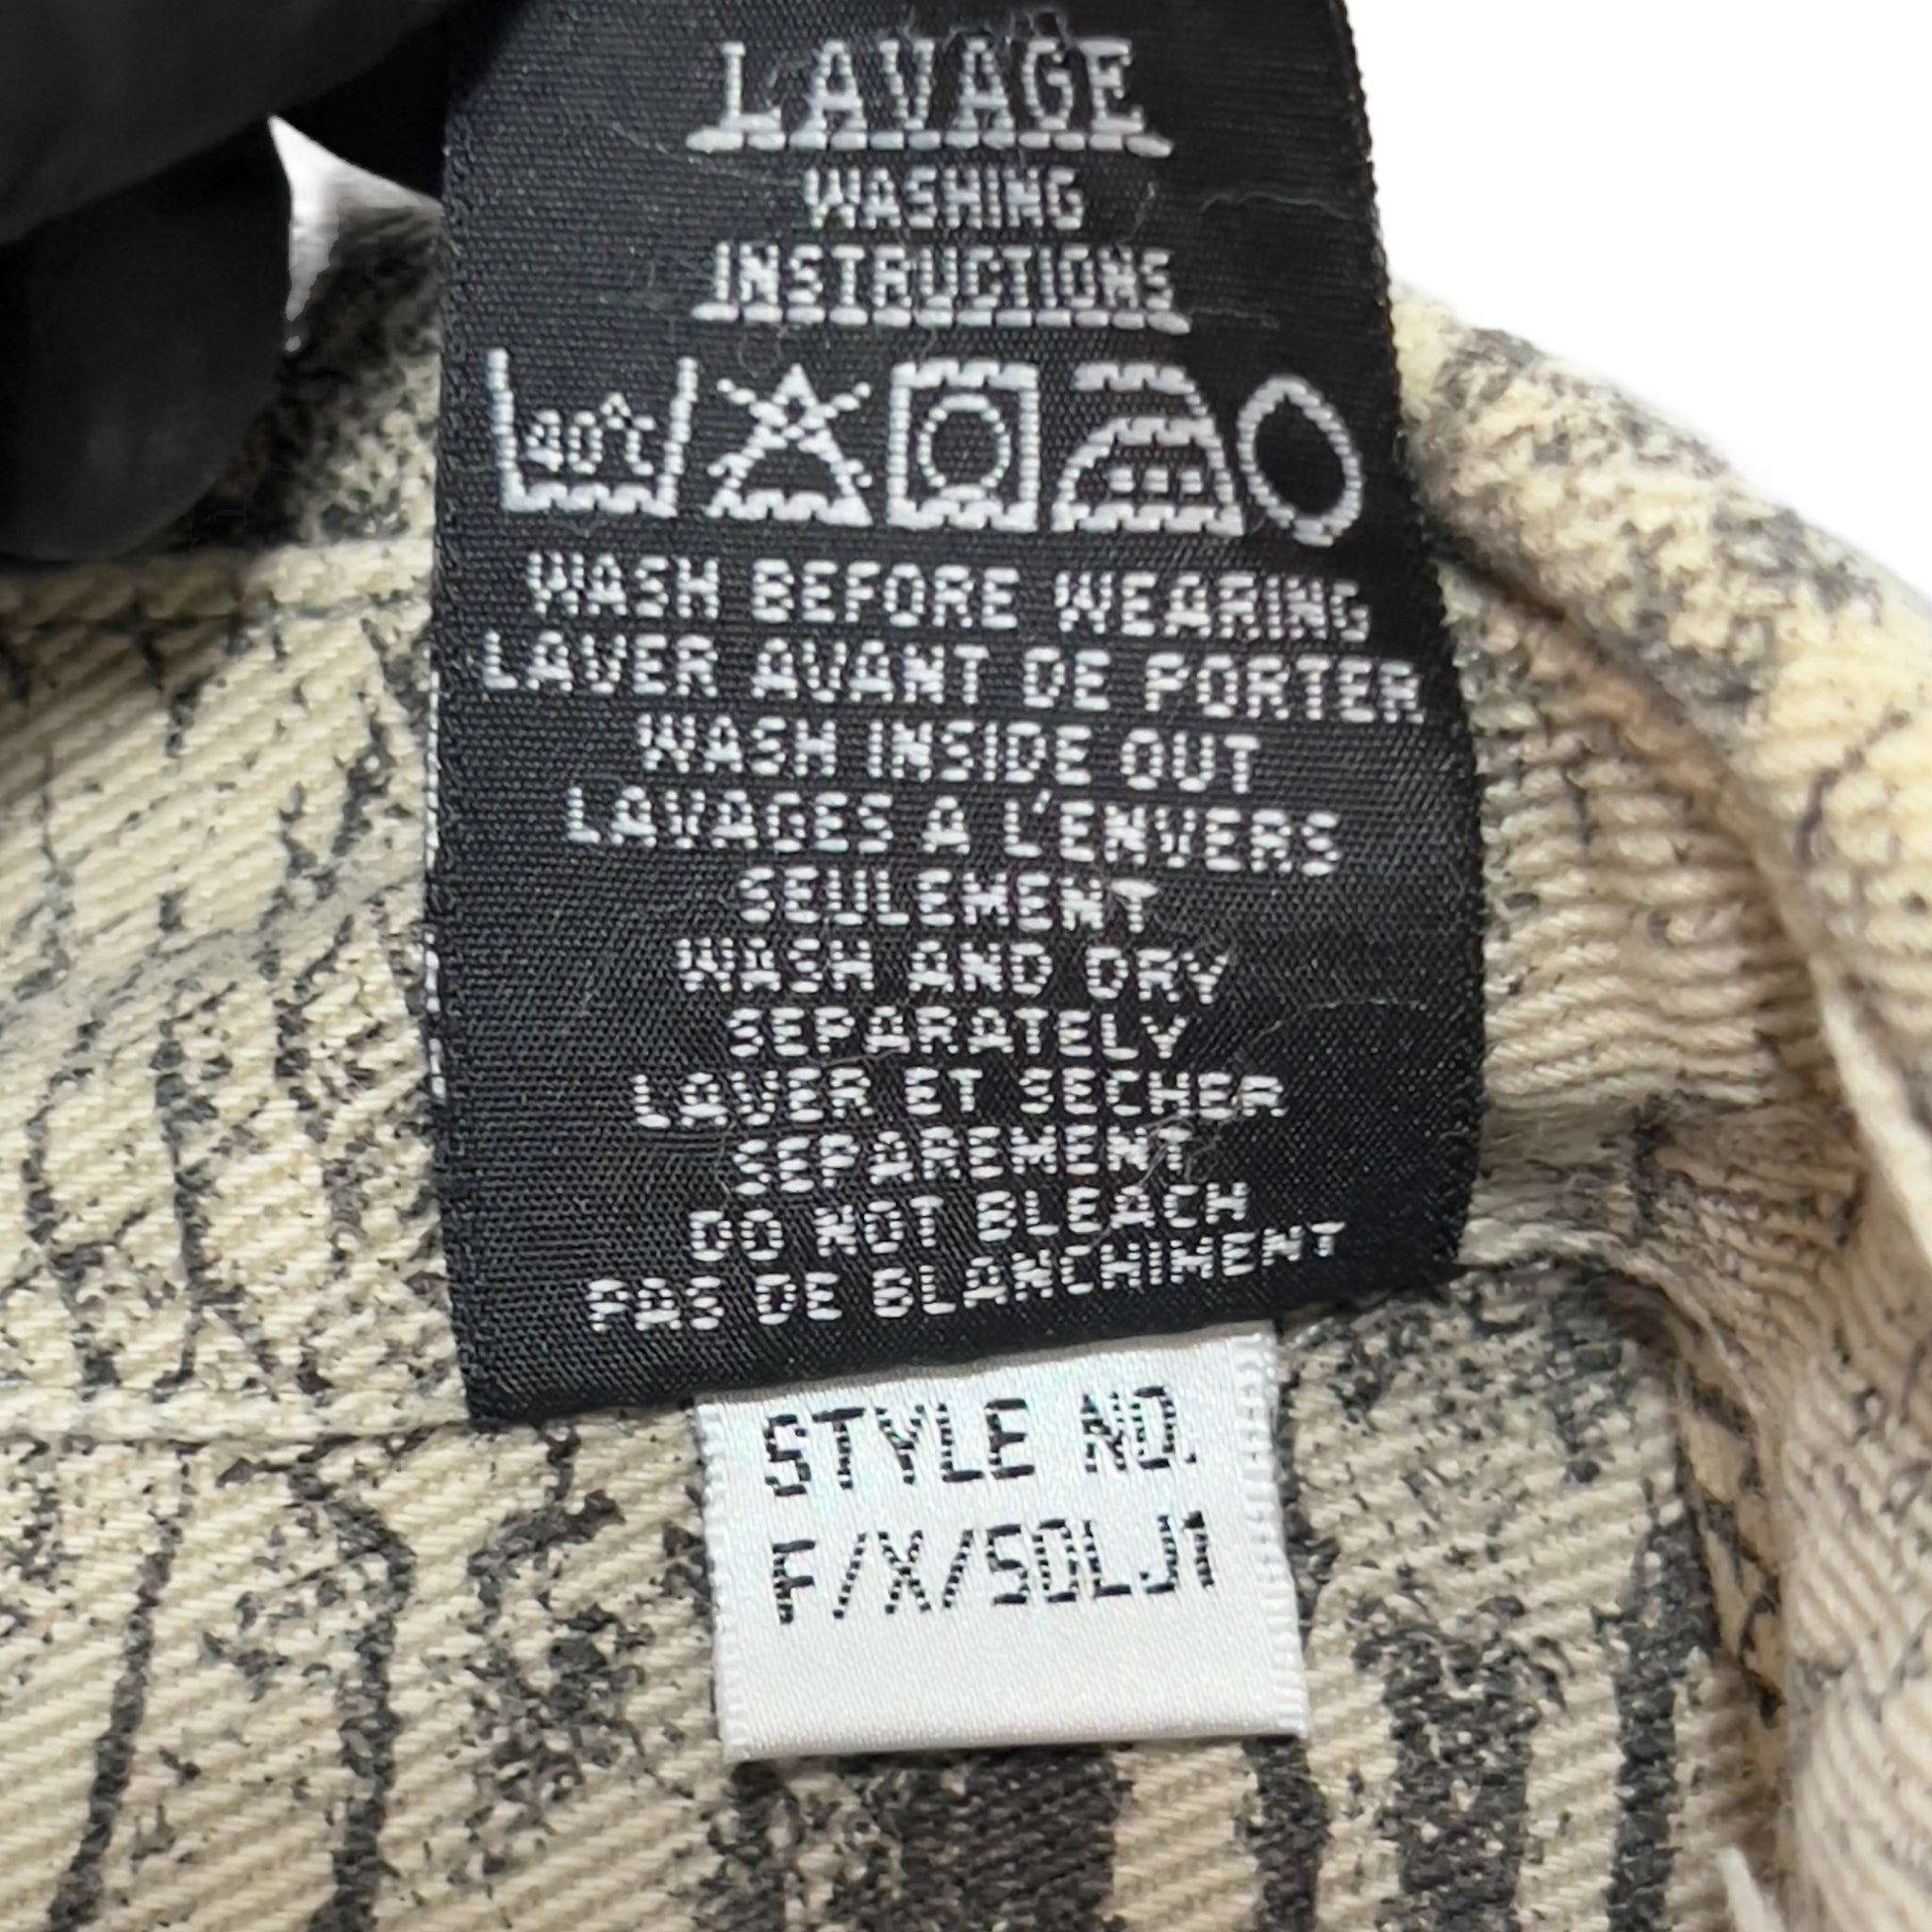 LAVAGE
WASHING
INSTRUCTIONS
40°C
WASH BEFORE WEARING
LAVER AVANT DE PORTER
WASH INSIDE OUT
LAVAGES A L'ENVERS
SEULEMENT
WASH AND DRY
SEPARATELY
LAVER ET SECHER
SEPAREMENT
DO NOT BLEACH
PAS DE BLANCHIMENT
STYLE NO.
F/X/SDLJ1